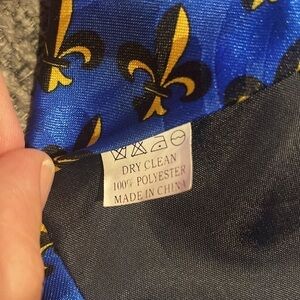 DRY CLEAN
100% POLYESTER
MADE IN CHINA